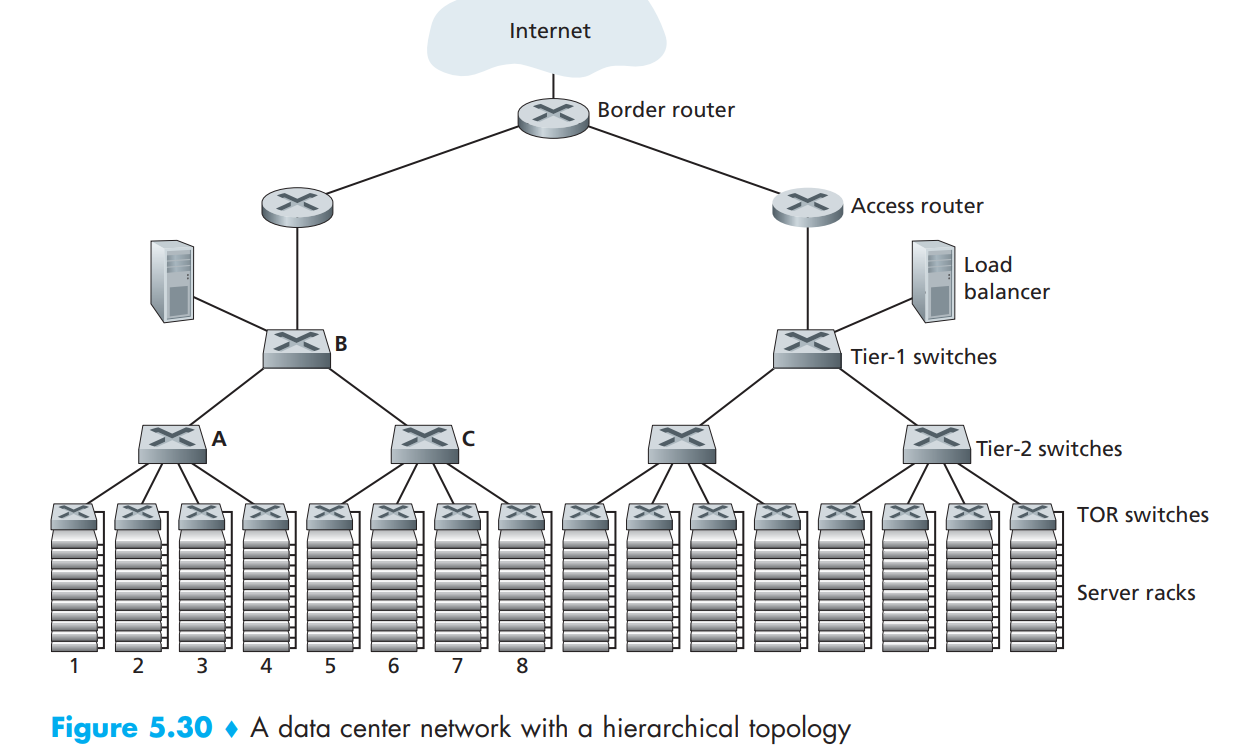 Internet
Border router
Access router
Load
balancer
B
Tier-1 switches
A
C
Tier-2 switches
TOR switches
Server racks
1 2 3 4 5 6 7 8
Figure 5.30 ♦ A data center network with a hierarchical topology